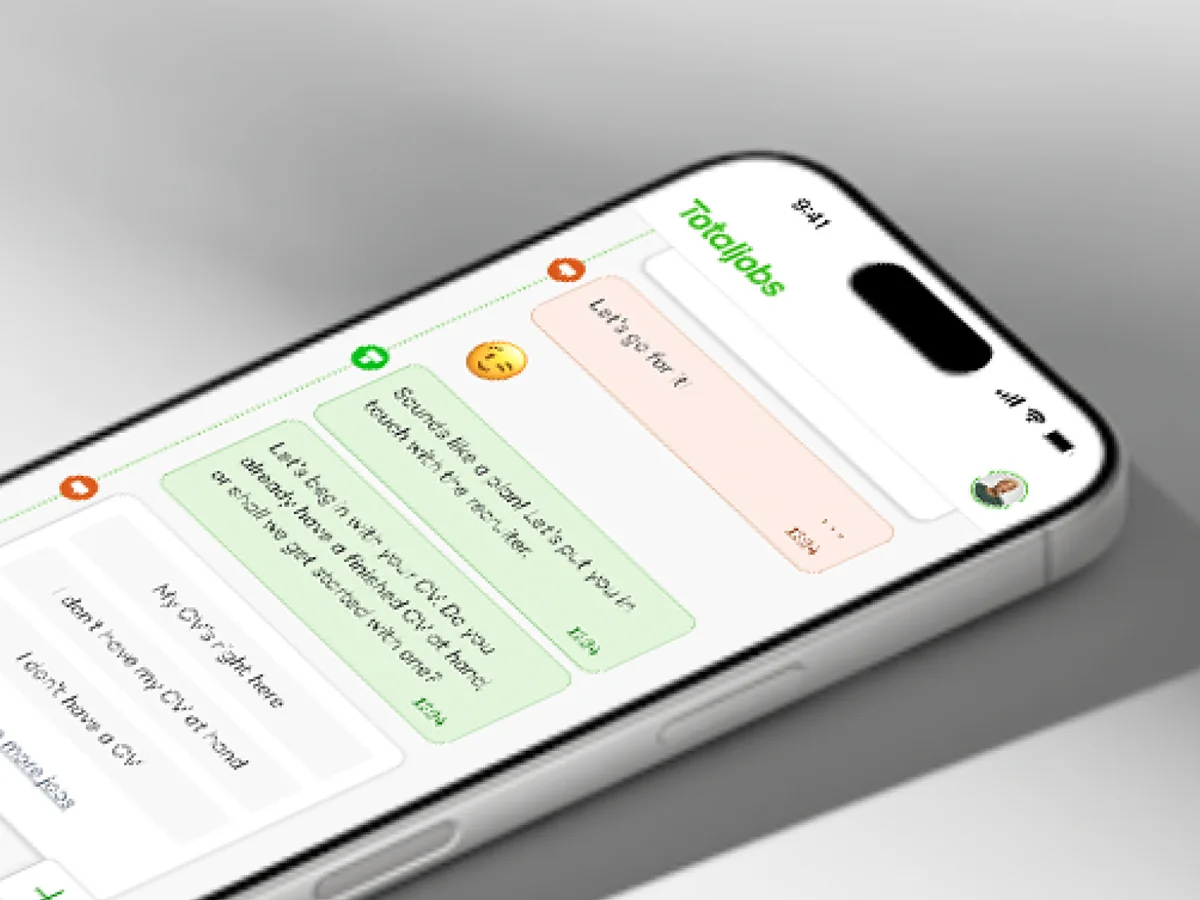 9:41
Totaljobs
Let's go for it!
...
Sounds like a plan! Let's put you in
touch with the recruiter.
Let's begin with your CV. Do you
already have a finished CV at hand,
or shall we get started with one?
My CV's right here
I don't have my CV at hand
I don't have a CV
more jobs